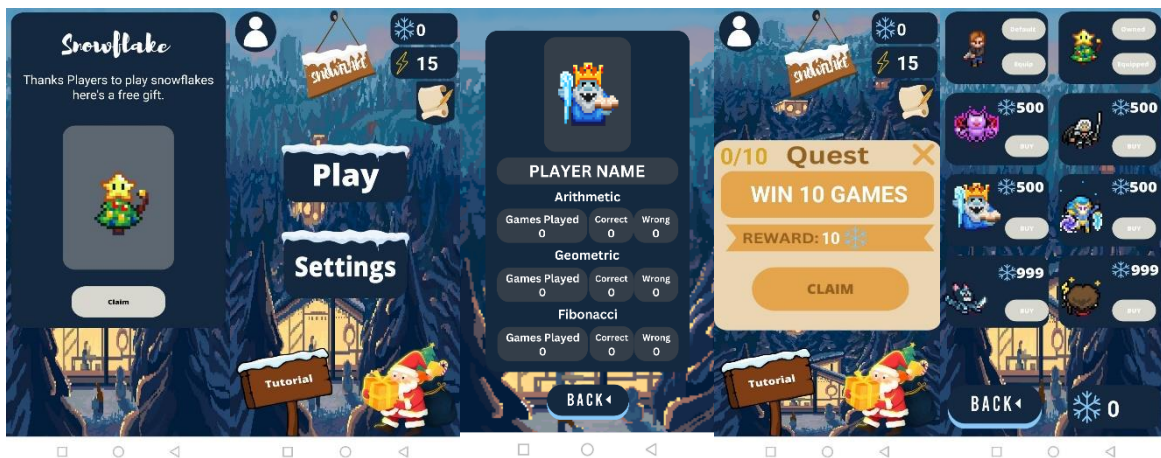 Snowflake
Thanks Players to play snowflakes
here's a free gift.
Claim
0
15
snowflake
Play
Settings
Tutorial
PLAYER NAME
Arithmetic
Games Played
0
Correct
0
Wrong
0
Geometric
Games Played
0
Correct
0
Wrong
0
Fibonacci
Games Played
0
Correct
0
Wrong
0
BACK
0
15
snowflake
0/10 Quest X
WIN 10 GAMES
REWARD: 10
CLAIM
Tutorial
Default
Equip
Owned
Equipped
500
BUY
500
BUY
500
BUY
500
BUY
999
BUY
999
BUY
BACK
0